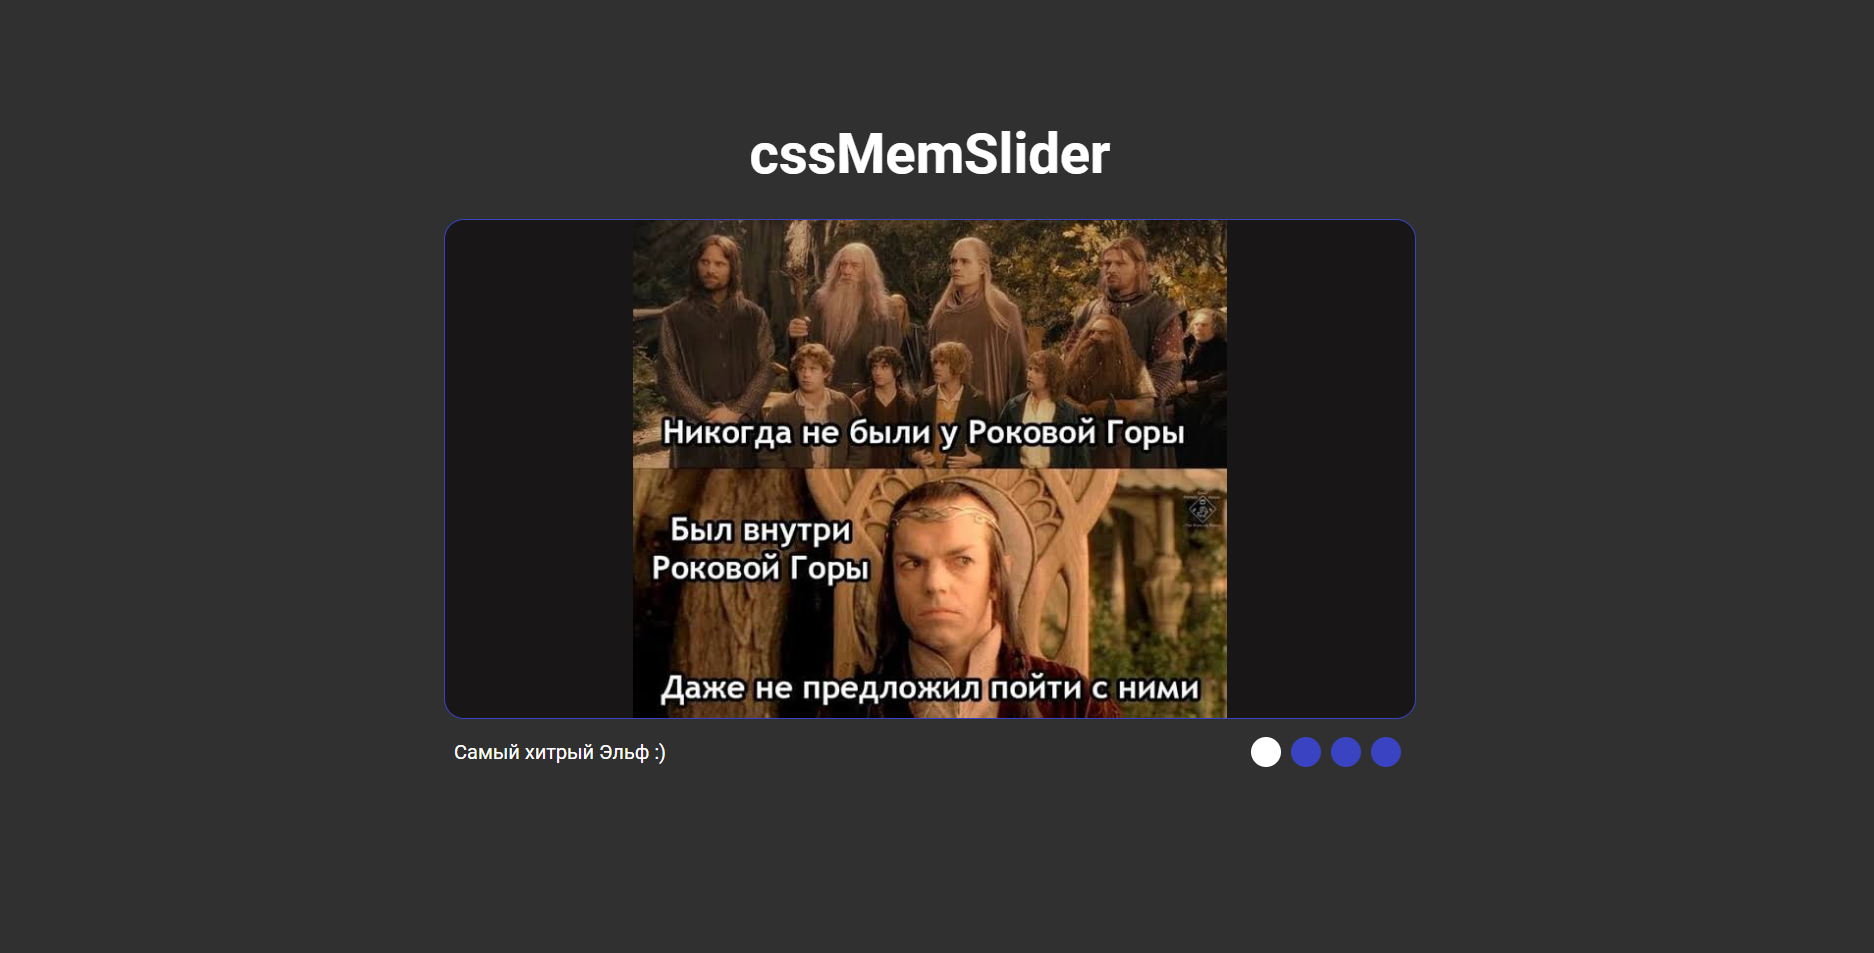 cssMemSlider
Никогда не были у Роковой Горы
Был внутри
Роковой Горы
Даже не предложил пойти с ними
Самый хитрый Эльф :)